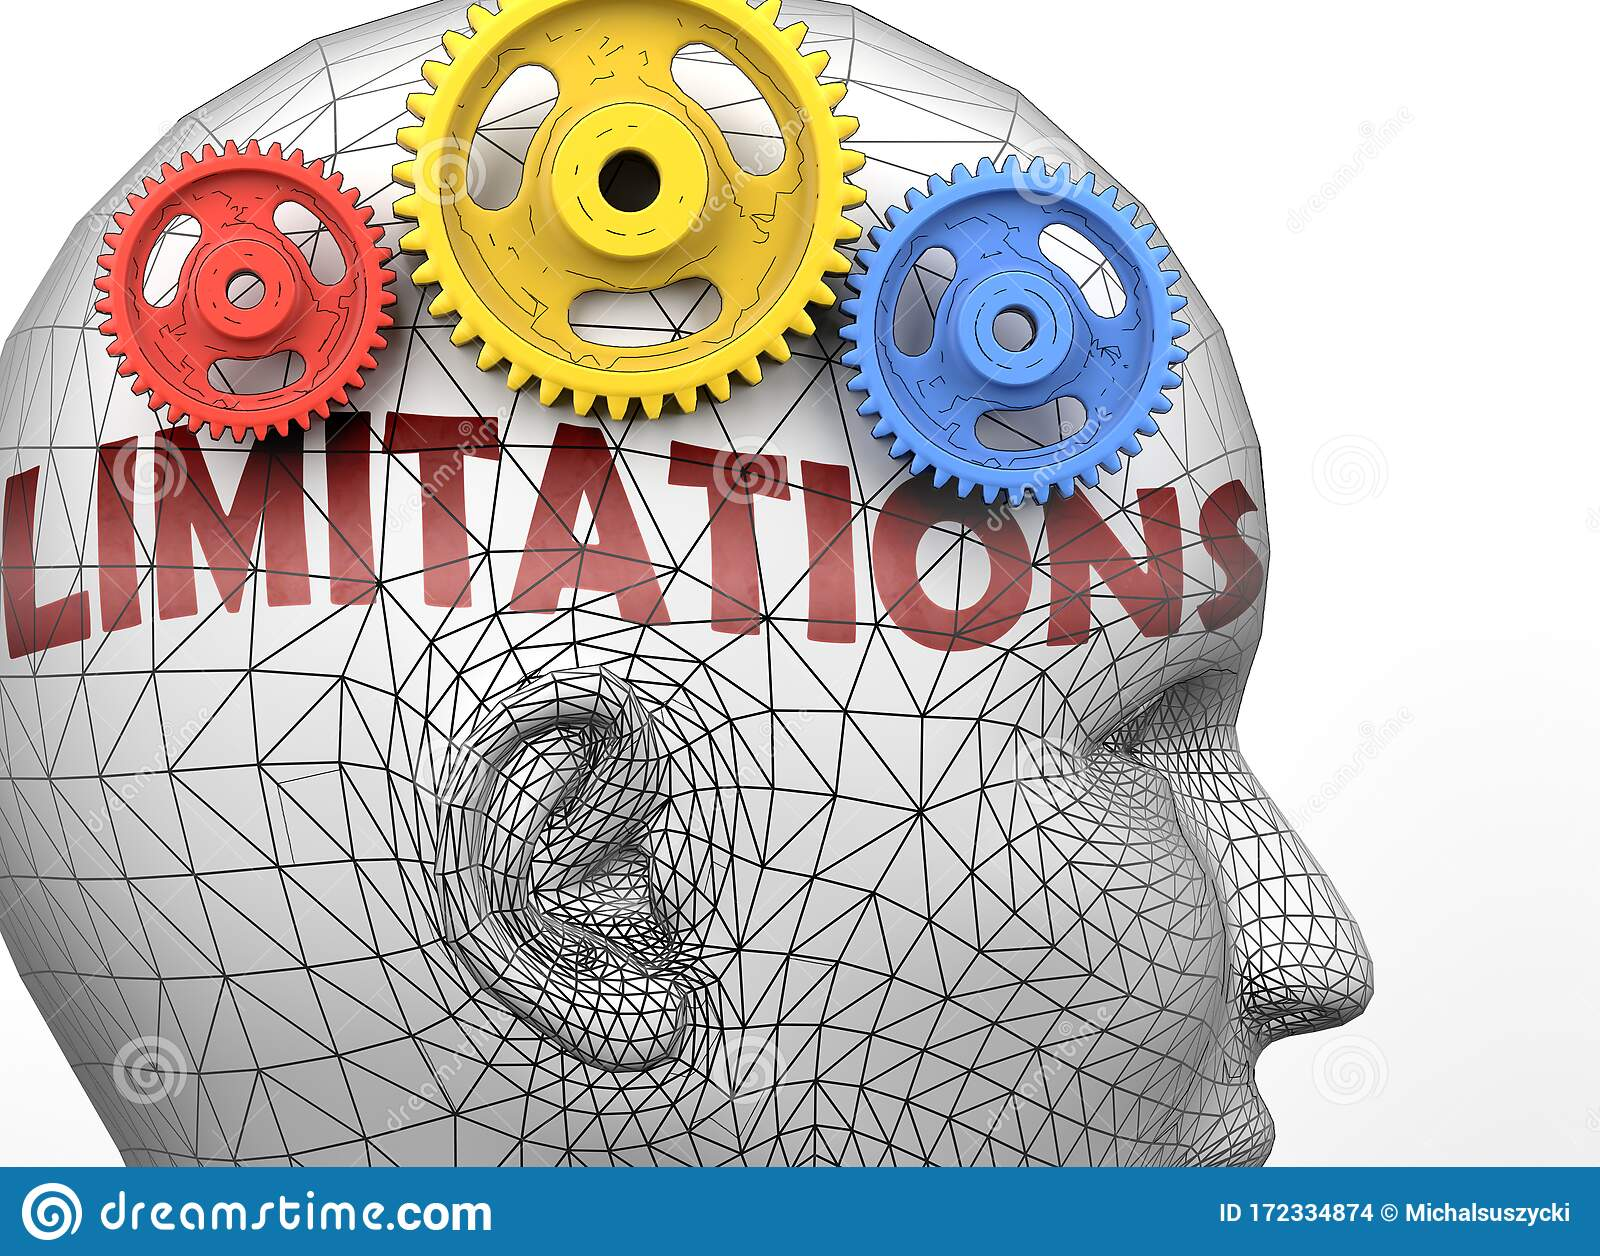 LIMITATIONS
dreamstime.com
ID 172334874 © Michalsuszycki